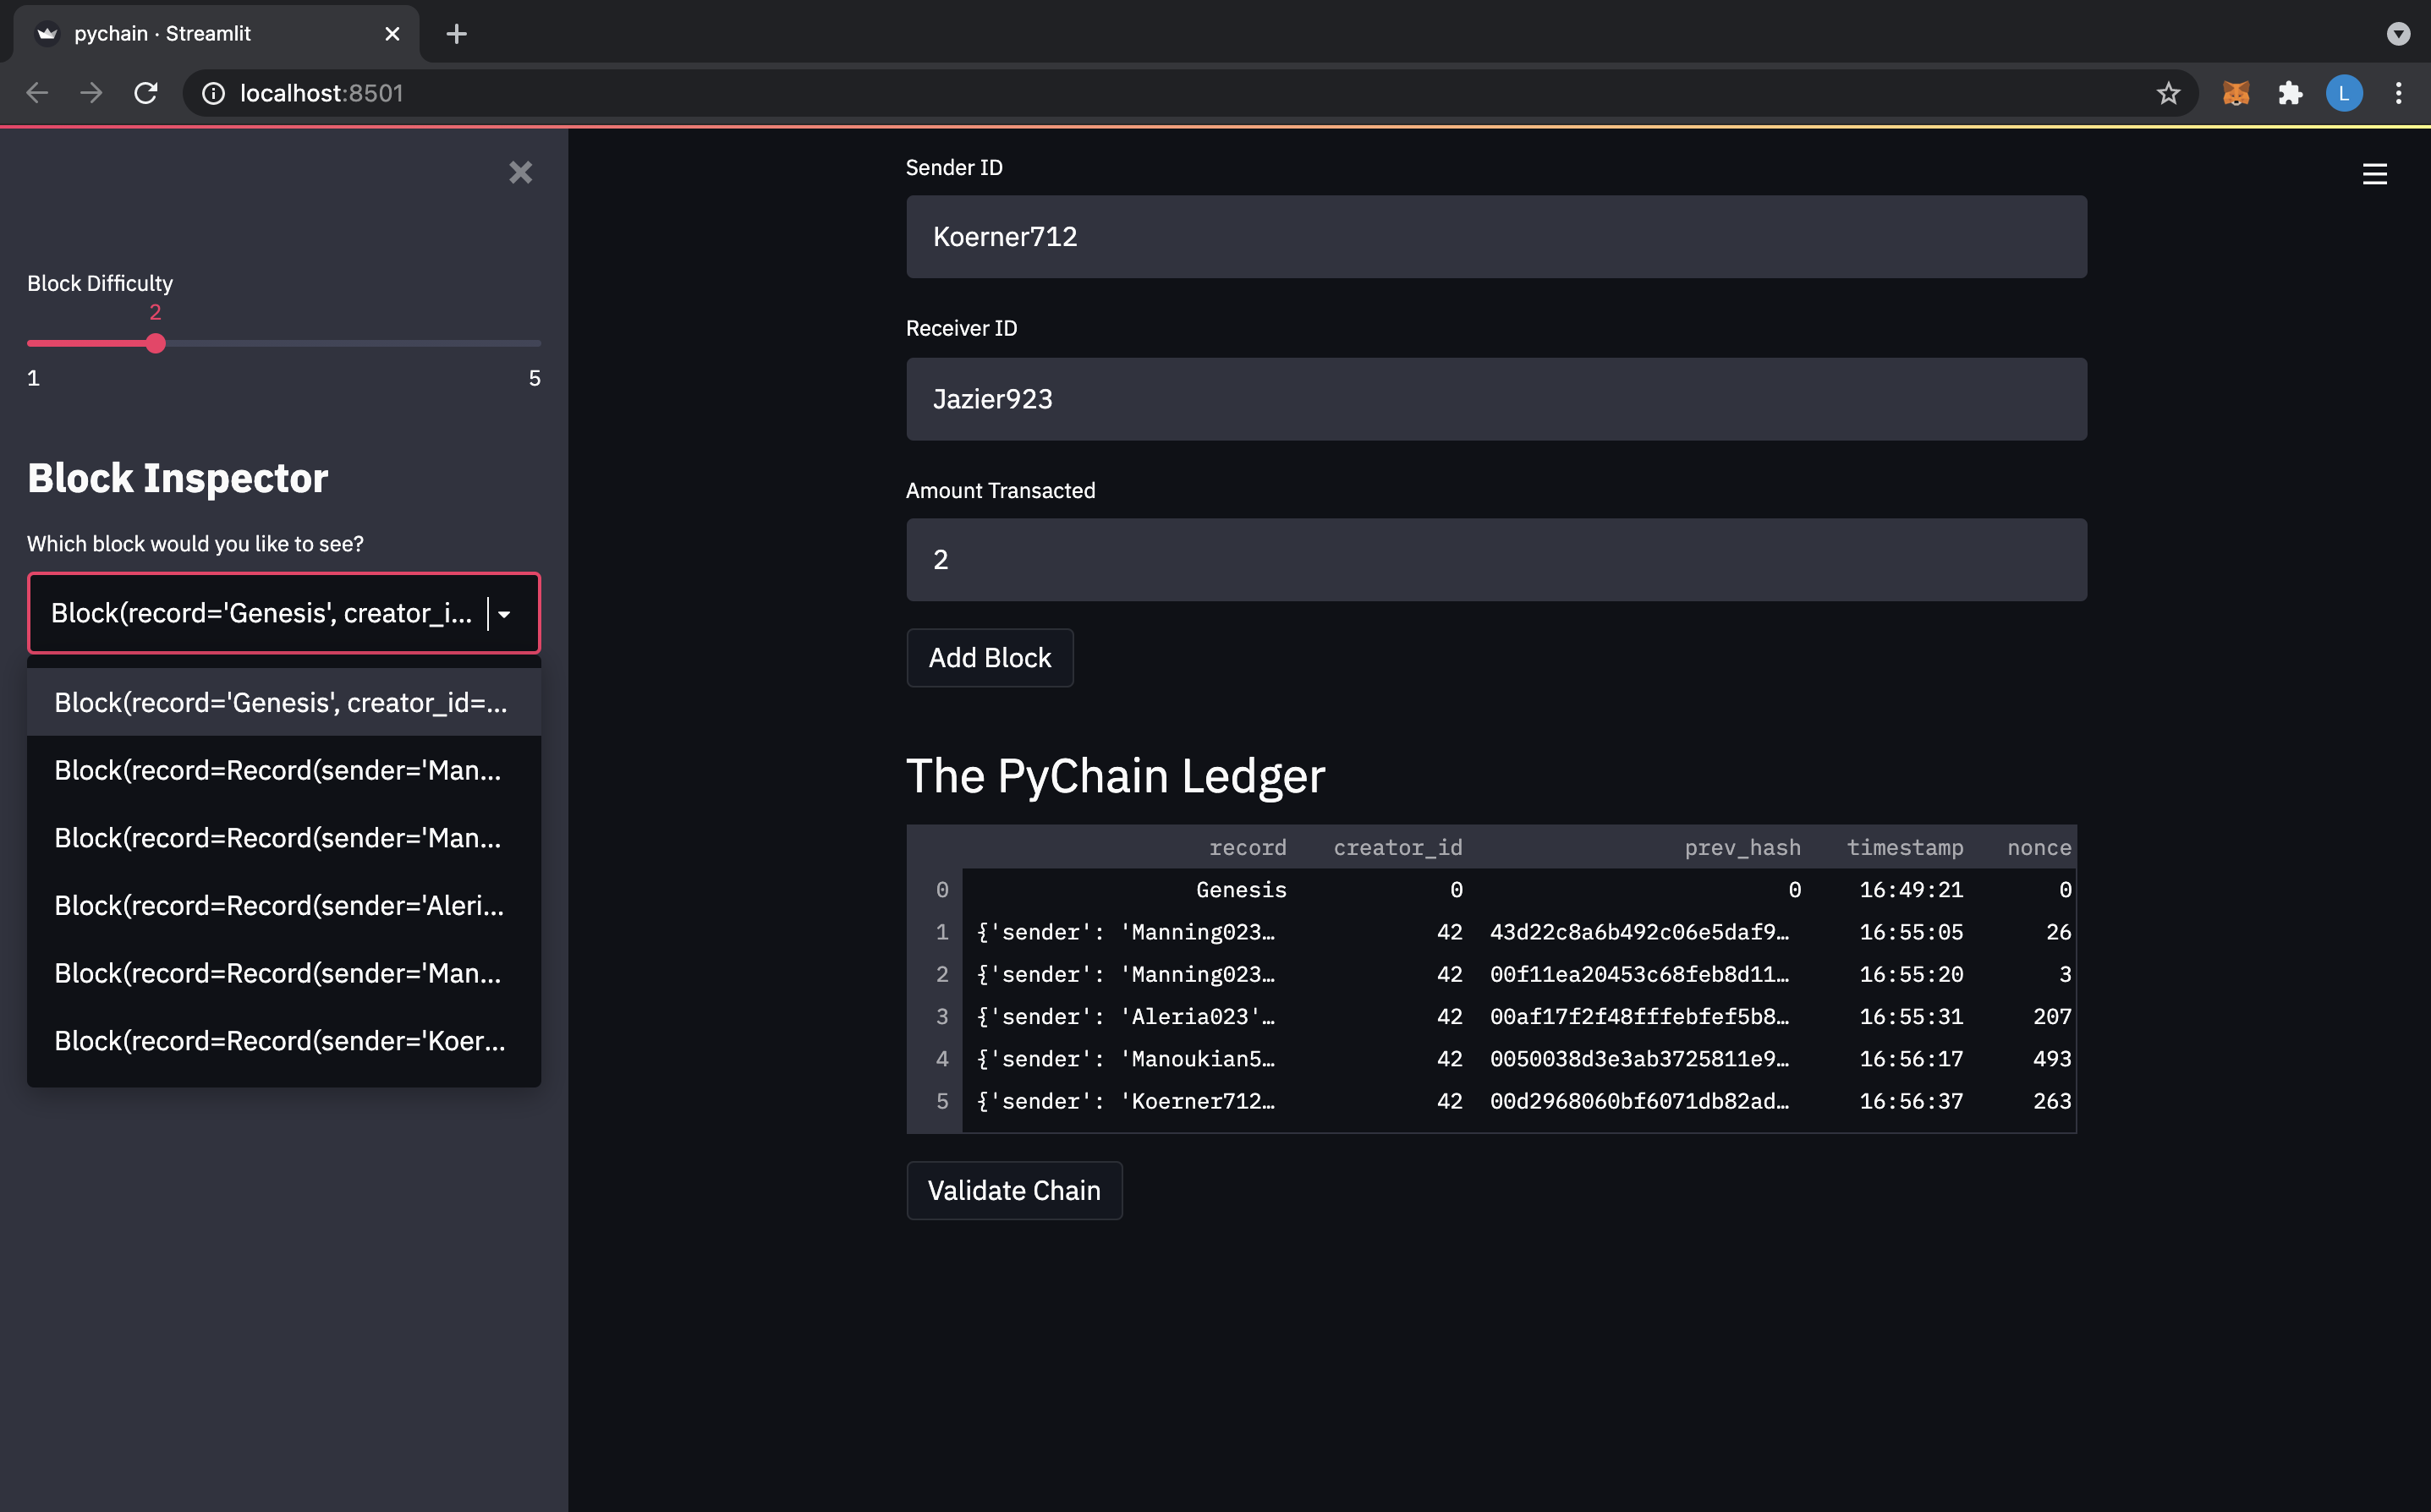 pychain · Streamlit
localhost:8501
L
Block Difficulty
2
1 5
Block Inspector
Which block would you like to see?
Block(record='Genesis', creator_i...
Block(record='Genesis', creator_id=...
Block(record=Record(sender='Man...
Block(record=Record(sender='Man...
Block(record=Record(sender='Aleri...
Block(record=Record(sender='Man...
Block(record=Record(sender='Koer...
Sender ID
Koerner712
Receiver ID
Jazier923
Amount Transacted
2
Add Block
The PyChain Ledger
record creator_id prev_hash timestamp nonce
0 Genesis 0 0 16:49:21 0
1 {'sender': 'Manning023… 42 43d22c8a6b492c06e5daf9… 16:55:05 26
2 {'sender': 'Manning023… 42 00f11ea20453c68feb8d11… 16:55:20 3
3 {'sender': 'Aleria023'… 42 00af17f2f48fffebfef5b8… 16:55:31 207
4 {'sender': 'Manoukian5… 42 0050038d3e3ab3725811e9… 16:56:17 493
5 {'sender': 'Koerner712… 42 00d2968060bf6071db82ad… 16:56:37 263
Validate Chain